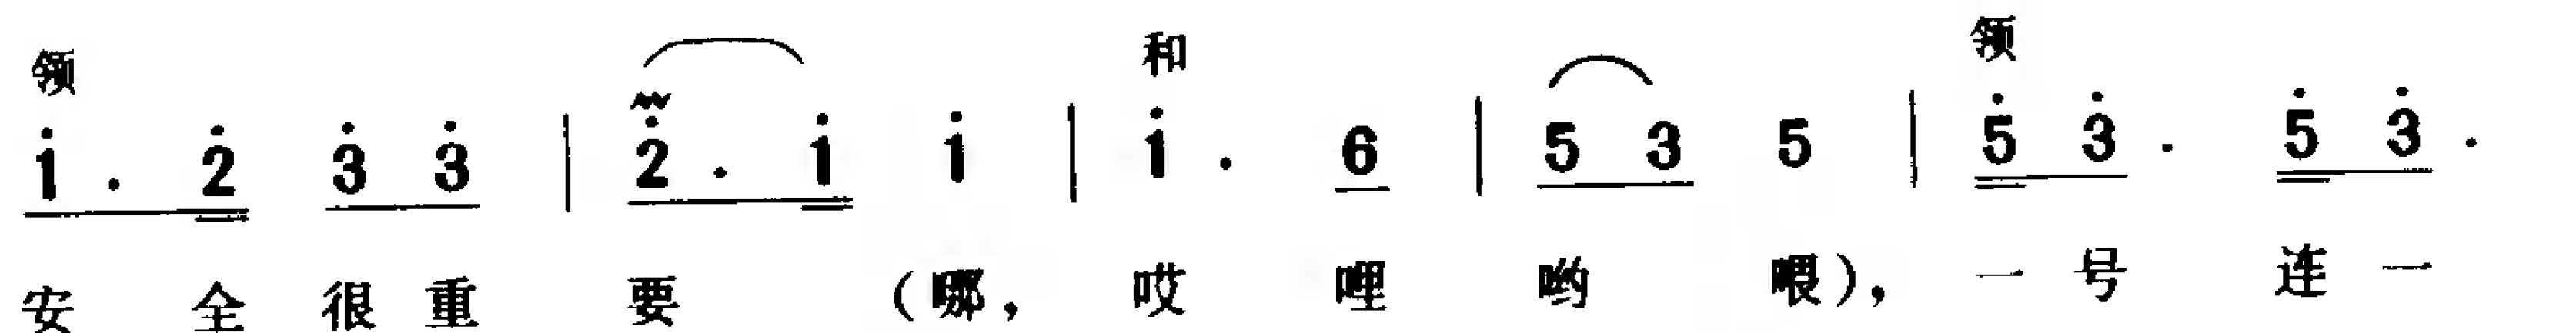 领 和 领
1̇ . 2̇ 3̇ 3̇ | 2̇ . 1̇ 1̇ | 1̇ . 6 | 5 3 5 | 5̇ 3̇ . 5̇ 3̇ .
安 全 很 重 要 (哪, 哎 哩 哟 喂), 一 号 连 一